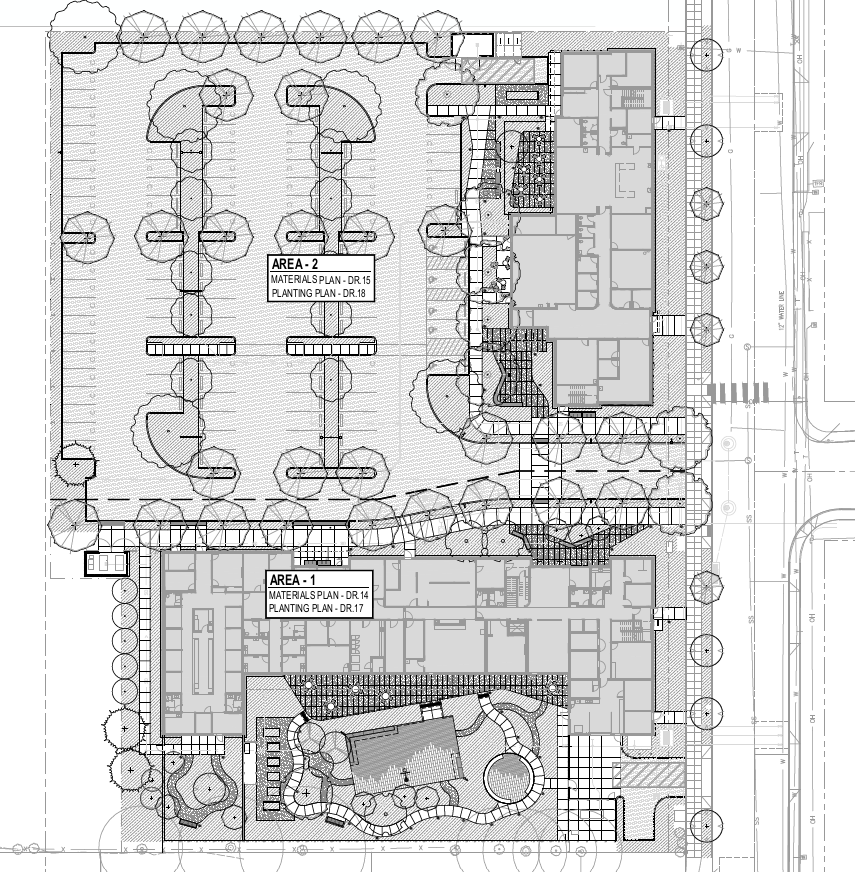 AREA - 2
MATERIALS PLAN - DR.15
PLANTING PLAN - DR.18
12" WATER LINE
AREA - 1
MATERIALS PLAN - DR.14
PLANTING PLAN - DR.17